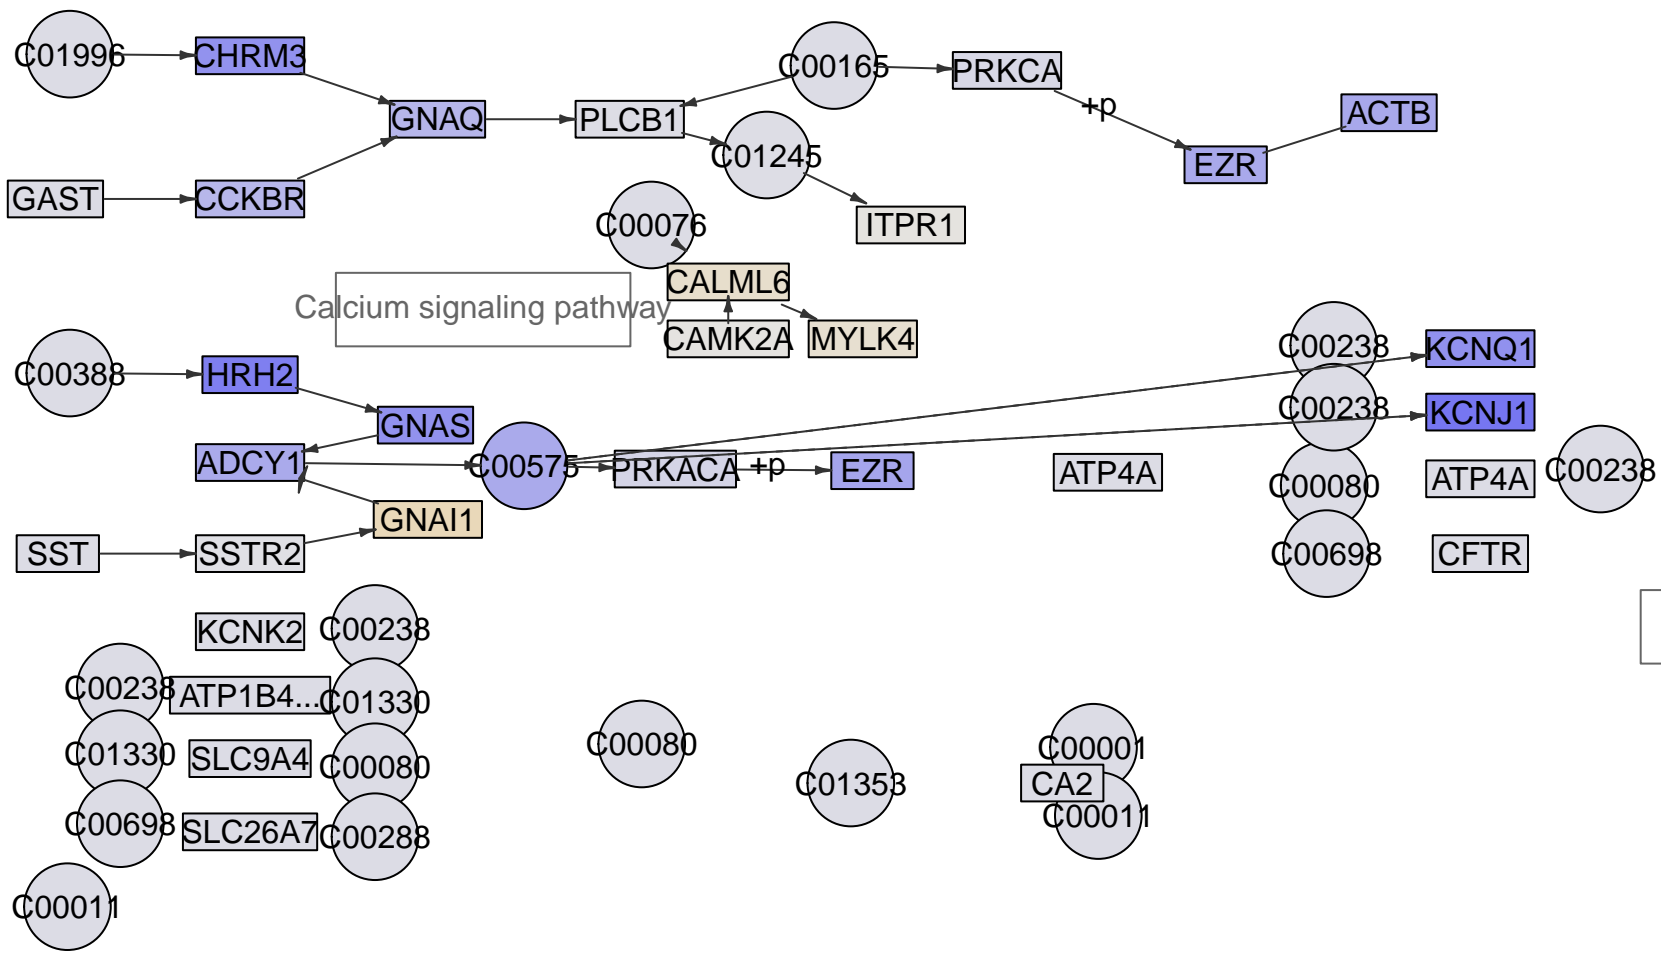 C01996
CHRM3
C00165
PRKCA
+p
ACTB
GNAQ
PLCB1
C01245
EZR
GAST
CCKBR
C00076
ITPR1
CALML6
Calcium signaling pathway
CAMK2A
MYLK4
C00238
KCNQ1
C00388
HRH2
C00238
KCNJ1
GNAS
ADCY1
C00575
PRKACA
+p
EZR
ATP4A
C00080
ATP4A
C00238
GNAI1
SST
SSTR2
C00698
CFTR
KCNK2
C00238
C00238
ATP1B4...
C01330
C01330
SLC9A4
C00080
C00080
C01353
C00001
CA2
C00011
C00698
SLC26A7
C00288
C00011